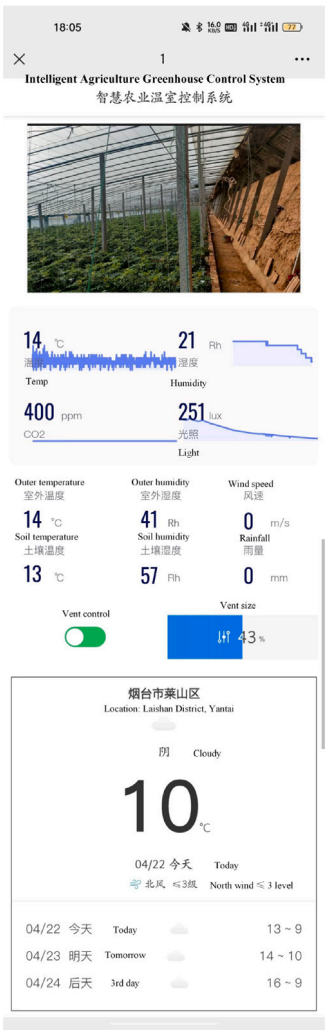 18:05 16.0 KB/S HD 4G 4G 77
1
Intelligent Agriculture Greenhouse Control System
智慧农业温室控制系统
14 °C 21 Rh
温度 湿度
Temp Humidity
400 ppm 251 lux
CO2 光照
Light
Outer temperature Outer humidity Wind speed
室外温度 室外湿度 风速
14 °C 41 Rh 0 m/s
Soil temperature Soil humidity Rainfall
土壤温度 土壤湿度 雨量
13 °C 57 Rh 0 mm
Vent control Vent size
43 %
烟台市莱山区
Location: Laishan District, Yantai
阴 Cloudy
10 °C
04/22 今天 Today
北风 ≤3级 North wind ≤ 3 level
04/22 今天 Today 13 ~ 9
04/23 明天 Tomorrow 14 ~ 10
04/24 后天 3rd day 16 ~ 9